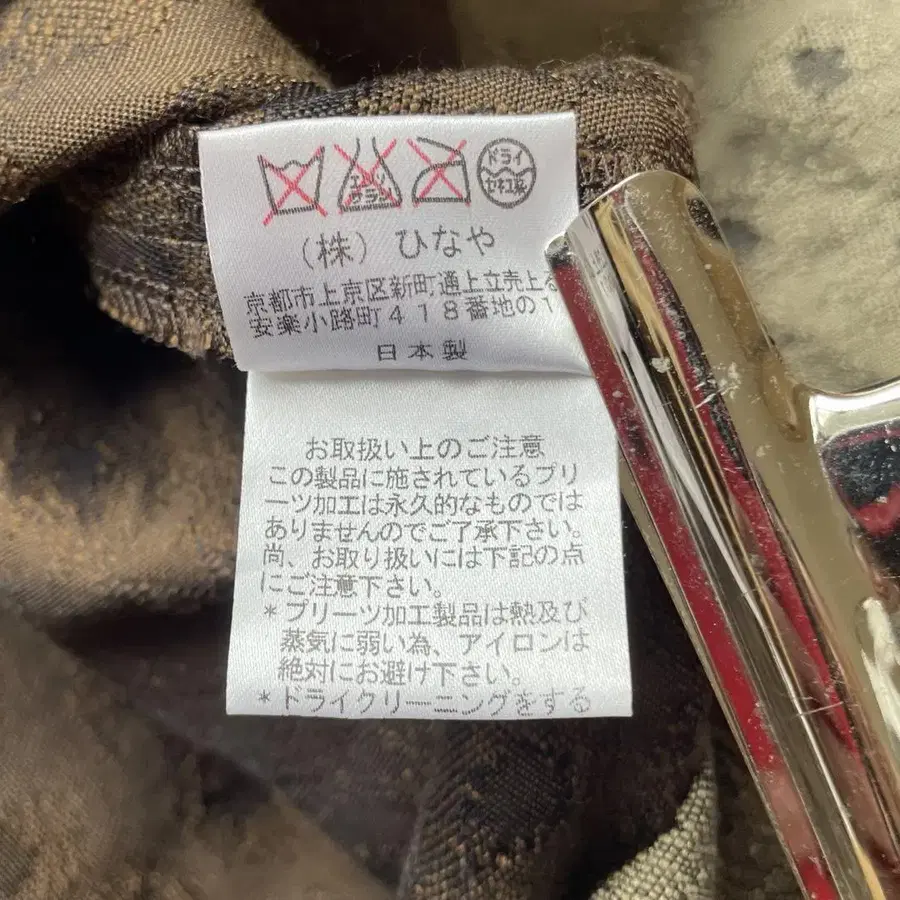 エンソ
サラシ
ドライ
セキユ系
(株) ひなや
京都市上京区新町通上立売上る
安楽小路町418番地の1
日本製
お取扱い上のご注意
この製品に施されているプリ
ーツ加工は永久的なものでは
ありませんのでご了承下さい。
尚、お取り扱いには下記の点
にご注意下さい。
*プリーツ加工製品は熱及び
蒸気に弱い為、アイロンは
絶対にお避け下さい。
*ドライクリーニングをする